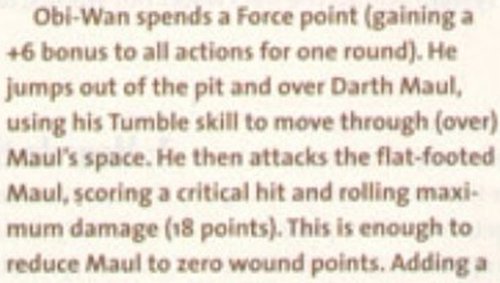 Obi-Wan spends a Force point (gaining a
+6 bonus to all actions for one round). He
jumps out of the pit and over Darth Maul,
using his Tumble skill to move through (over)
Maul's space. He then attacks the flat-footed
Maul, scoring a critical hit and rolling maxi-
mum damage (18 points). This is enough to
reduce Maul to zero wound points. Adding a